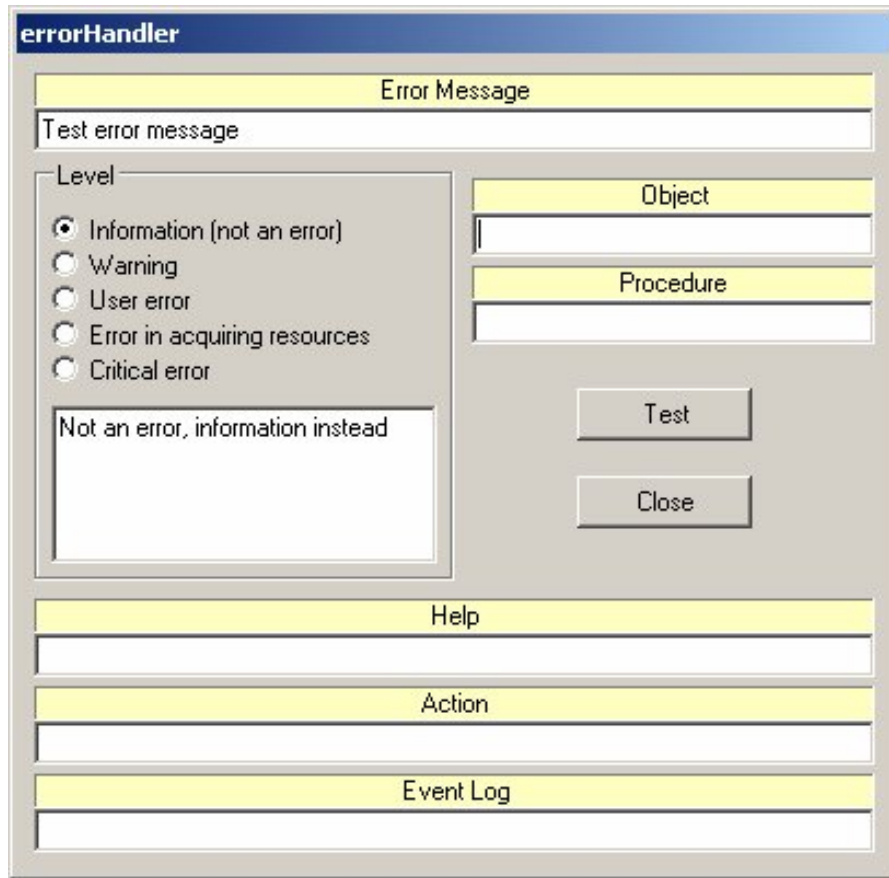 errorHandler
Error Message
Test error message
Level
Information (not an error)
Warning
User error
Error in acquiring resources
Critical error
Not an error, information instead
Object
Procedure
Test
Close
Help
Action
Event Log